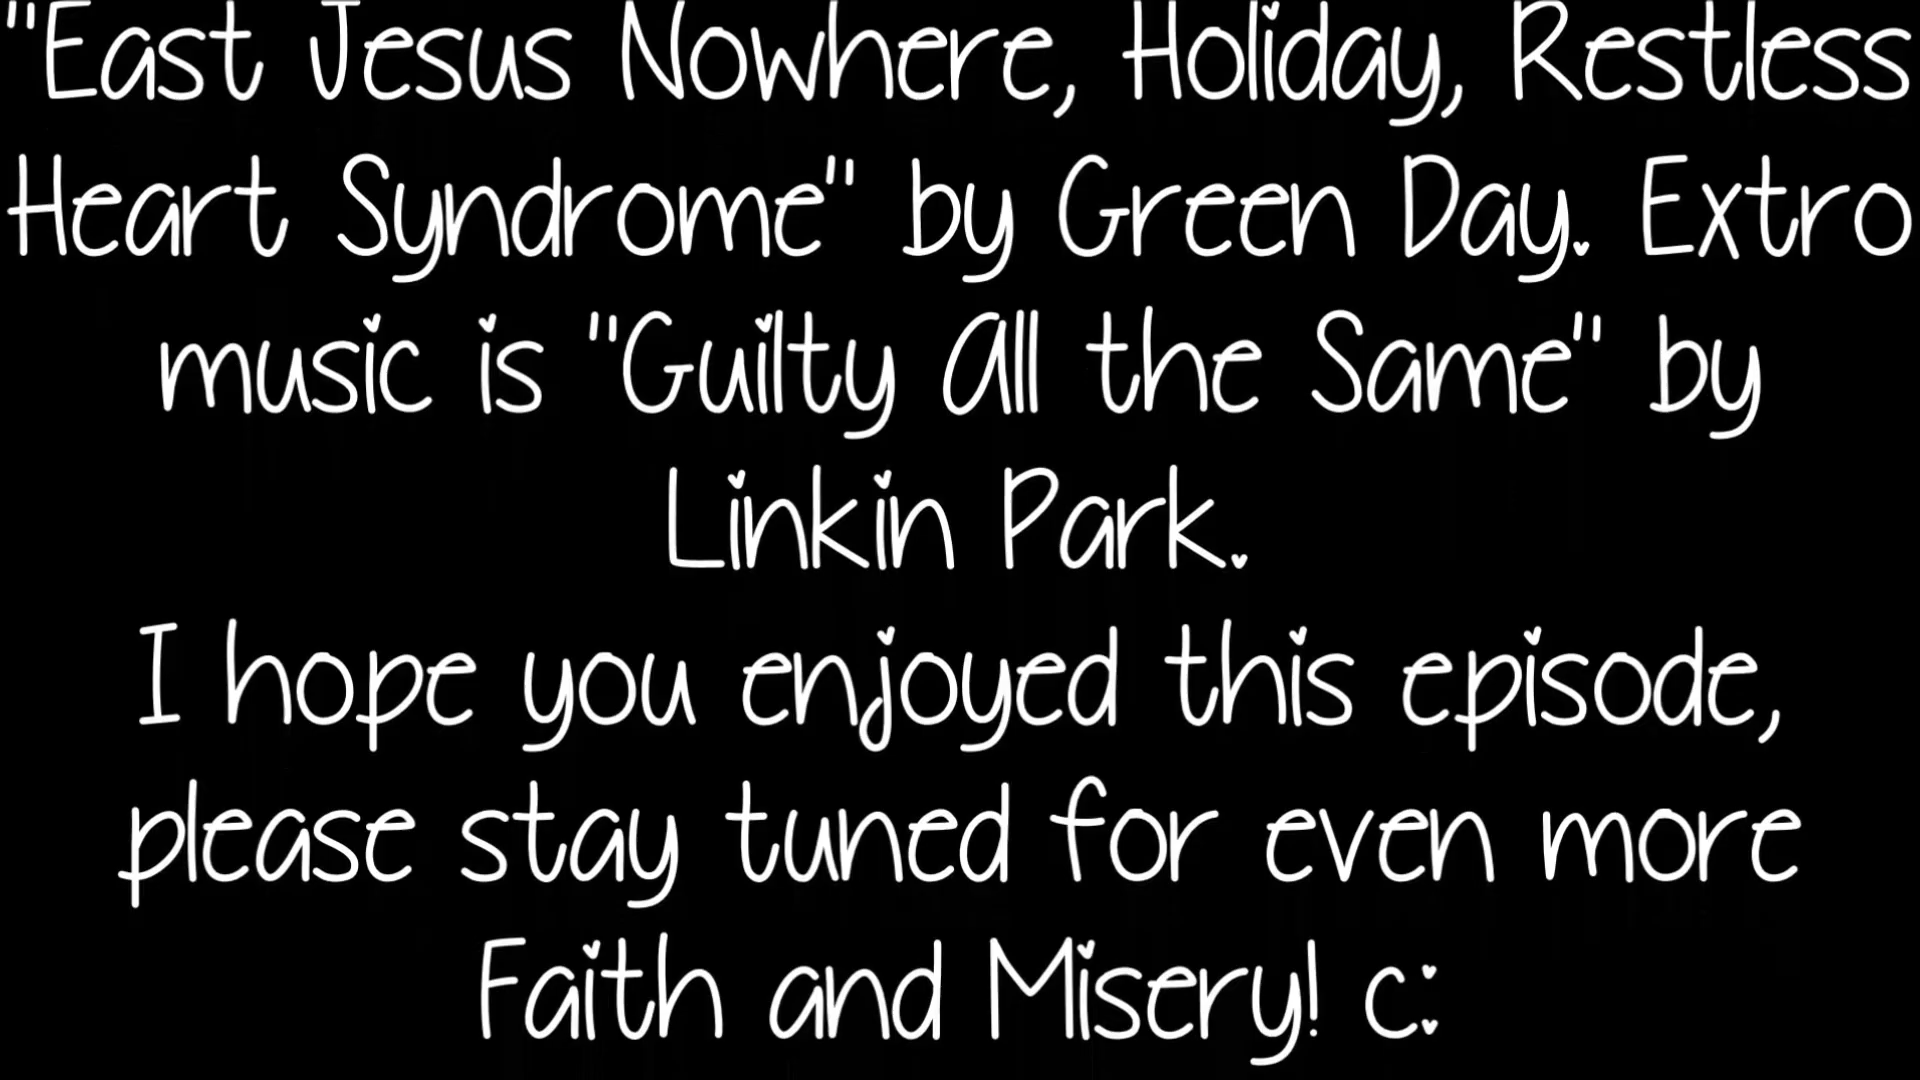 "East Jesus Nowhere, Holiday, Restless
Heart Syndrome" by Green Day. Extro
music is "Guilty All the Same" by
Linkin Park.
I hope you enjoyed this episode,
please stay tuned for even more
Faith and Misery! c: